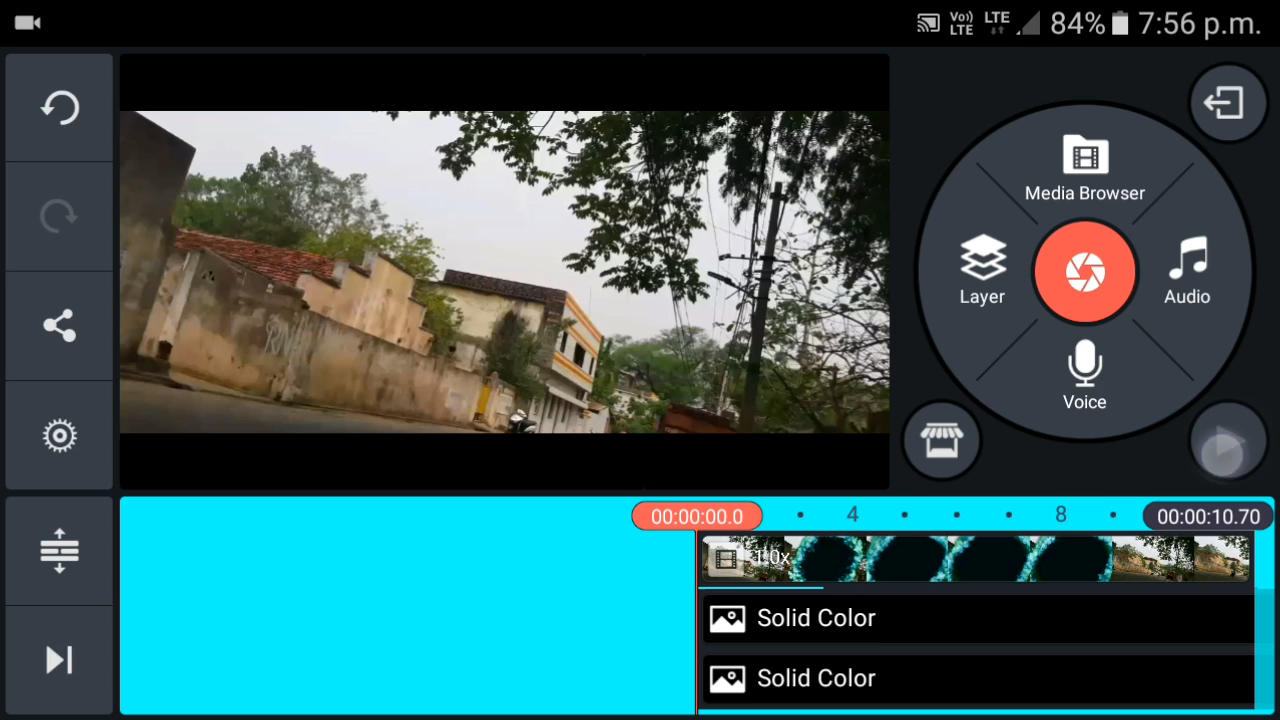 Vo)) LTE LTE 84% 7:56 p.m.
Media Browser
Layer
Audio
Voice
00:00:00.0 4 8 00:00:10.70
1.0x
Solid Color
Solid Color